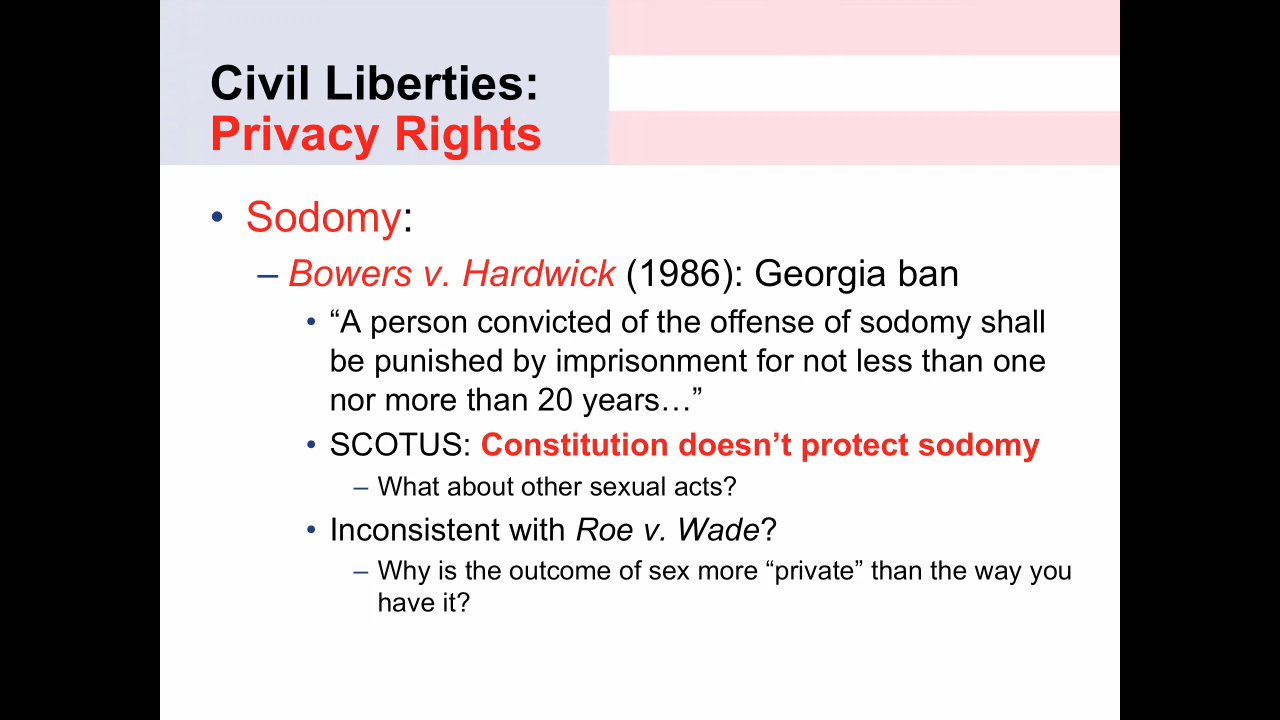 Civil Liberties:
Privacy Rights
• Sodomy:
– Bowers v. Hardwick (1986): Georgia ban
• “A person convicted of the offense of sodomy shall
be punished by imprisonment for not less than one
nor more than 20 years…”
• SCOTUS: Constitution doesn’t protect sodomy
– What about other sexual acts?
• Inconsistent with Roe v. Wade?
– Why is the outcome of sex more “private” than the way you
have it?